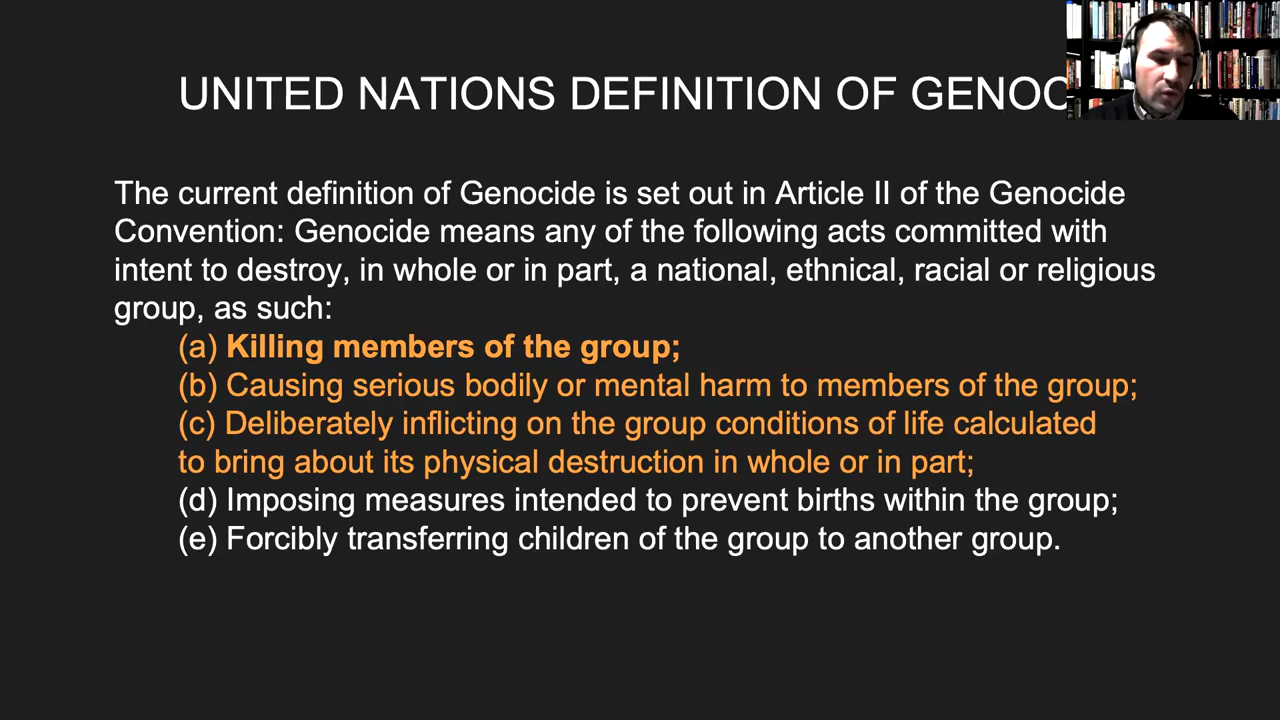 UNITED NATIONS DEFINITION OF GENOC
The current definition of Genocide is set out in Article II of the Genocide
Convention: Genocide means any of the following acts committed with
intent to destroy, in whole or in part, a national, ethnical, racial or religious
group, as such:
(a) Killing members of the group;
(b) Causing serious bodily or mental harm to members of the group;
(c) Deliberately inflicting on the group conditions of life calculated
to bring about its physical destruction in whole or in part;
(d) Imposing measures intended to prevent births within the group;
(e) Forcibly transferring children of the group to another group.